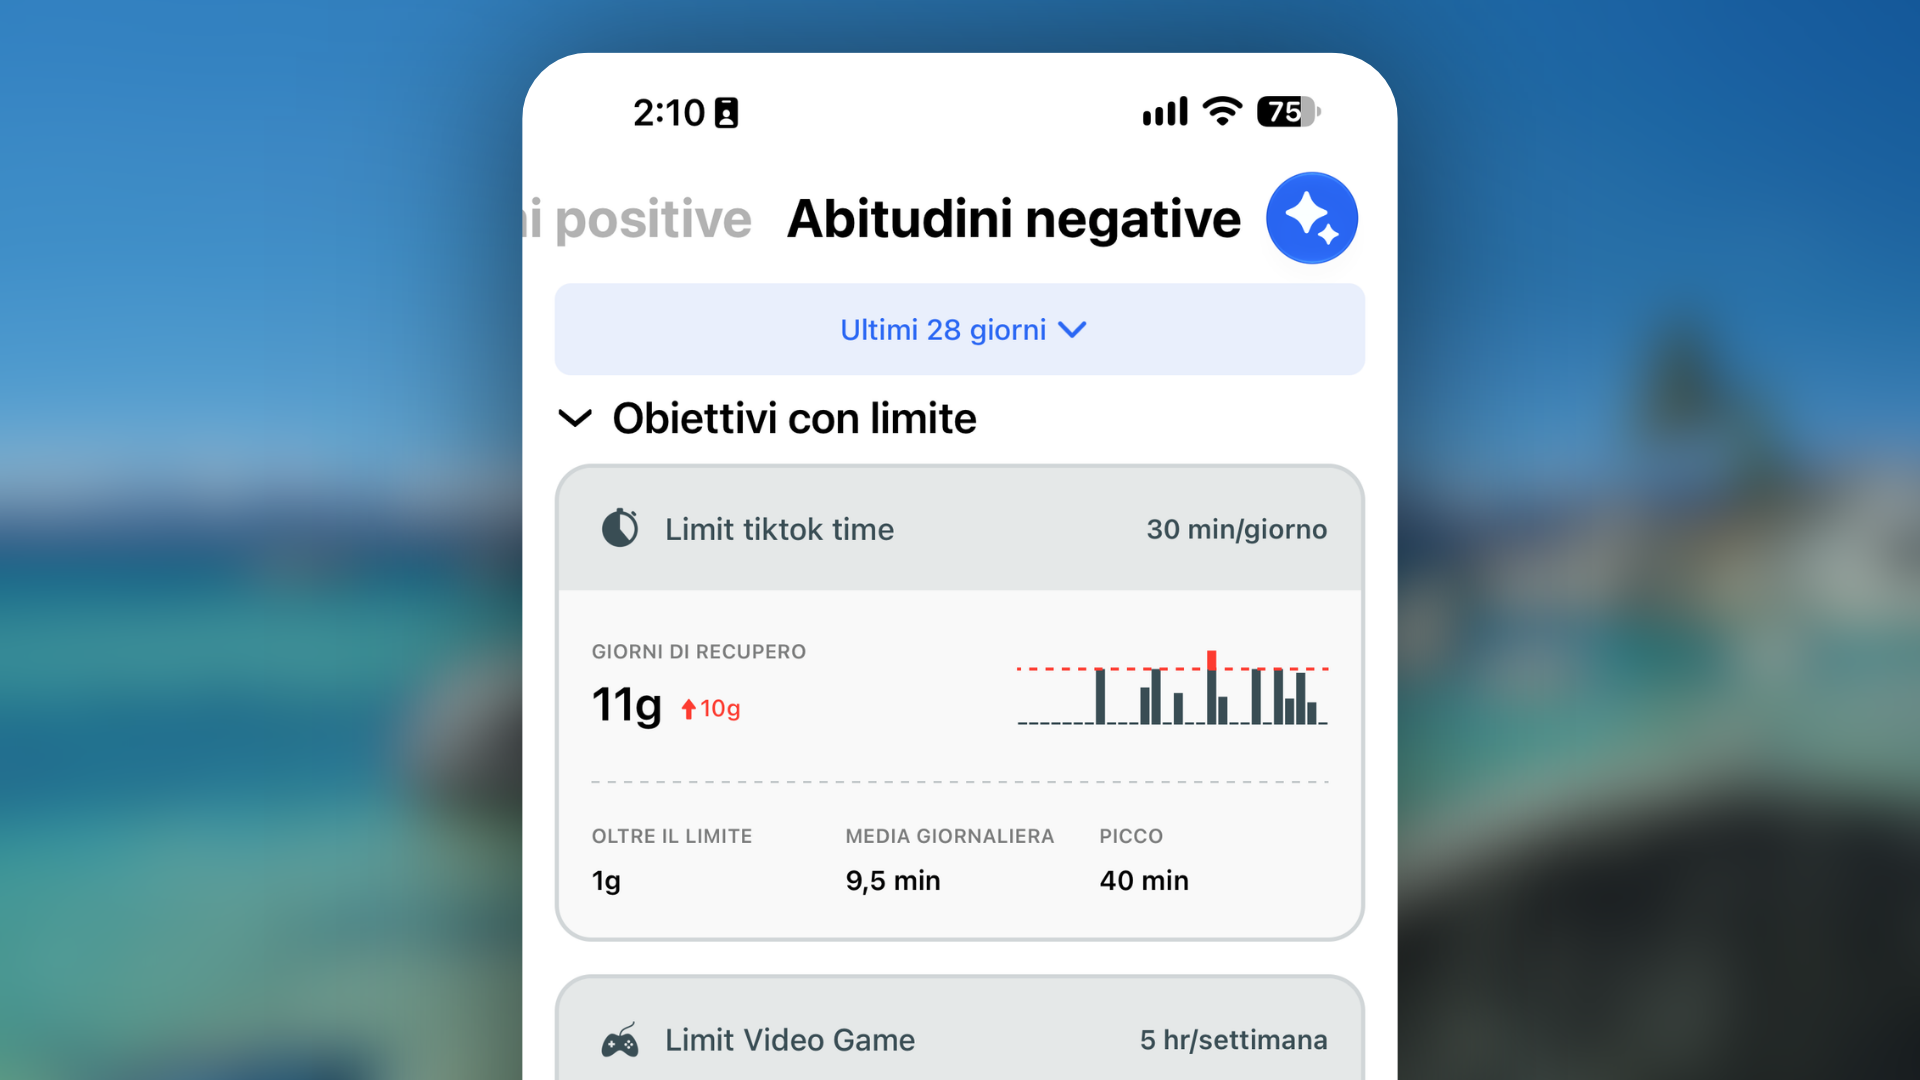 2:10
75
ni positive Abitudini negative
Ultimi 28 giorni
Obiettivi con limite
Limit tiktok time 30 min/giorno
GIORNI DI RECUPERO
11g 10g
OLTRE IL LIMITE MEDIA GIORNALIERA PICCO
1g 9,5 min 40 min
Limit Video Game 5 hr/settimana